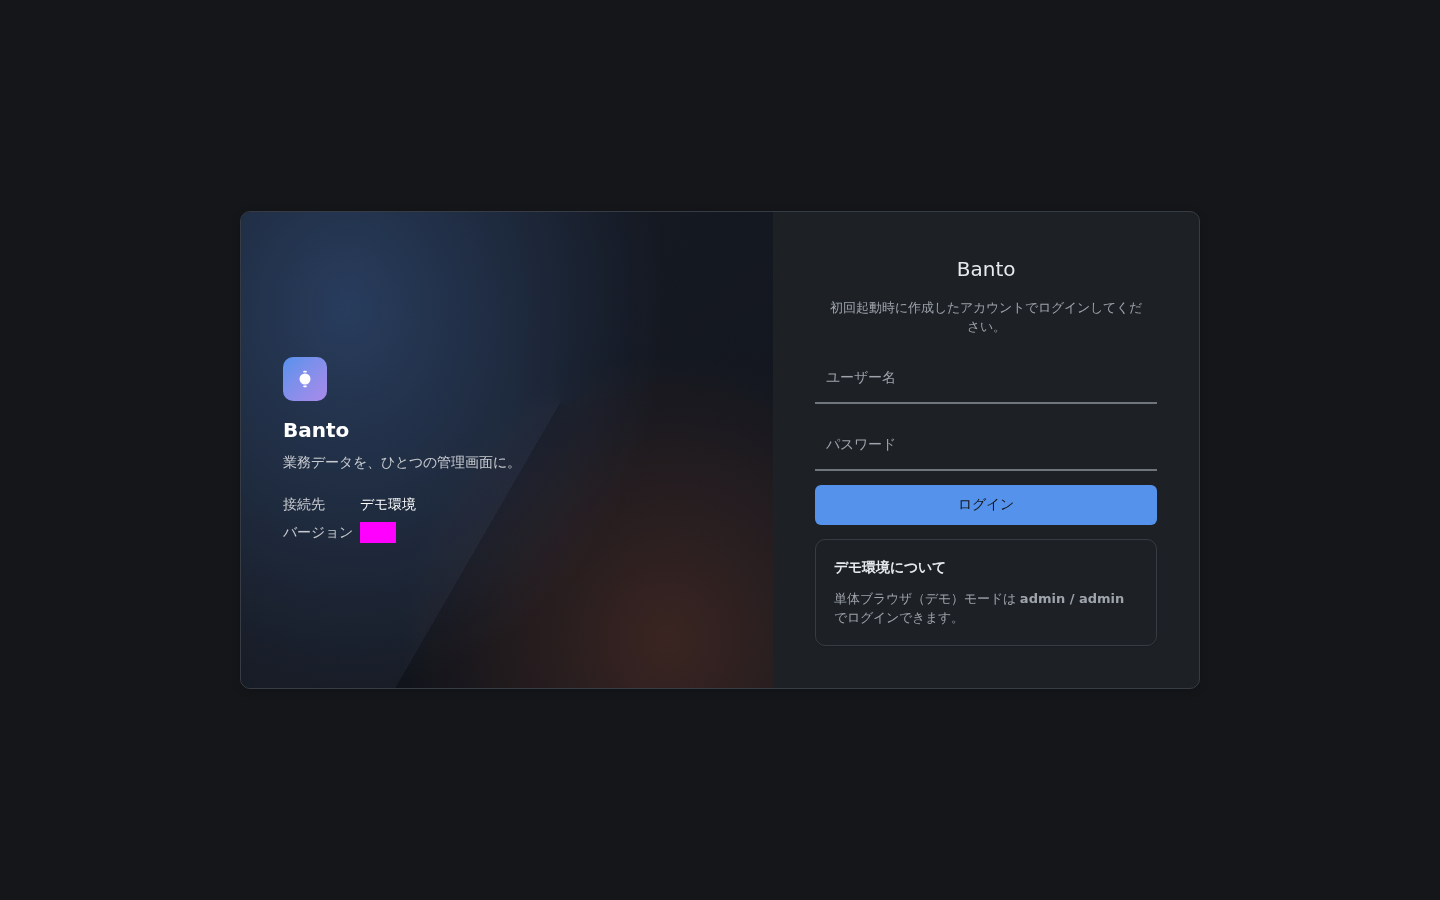 Banto
業務データを、ひとつの管理画面に。
接続先 デモ環境
バージョン
Banto
初回起動時に作成したアカウントでログインしてくだ
さい。
ユーザー名
パスワード
ログイン
デモ環境について
単体ブラウザ（デモ）モードは admin / admin
でログインできます。